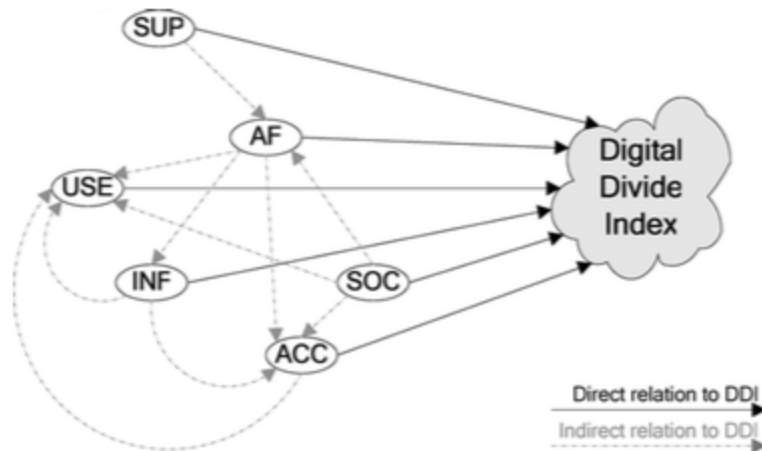 SUP
AF
Digital
Divide
Index
USE
INF
SOC
ACC
Direct relation to DDI
Indirect relation to DDI